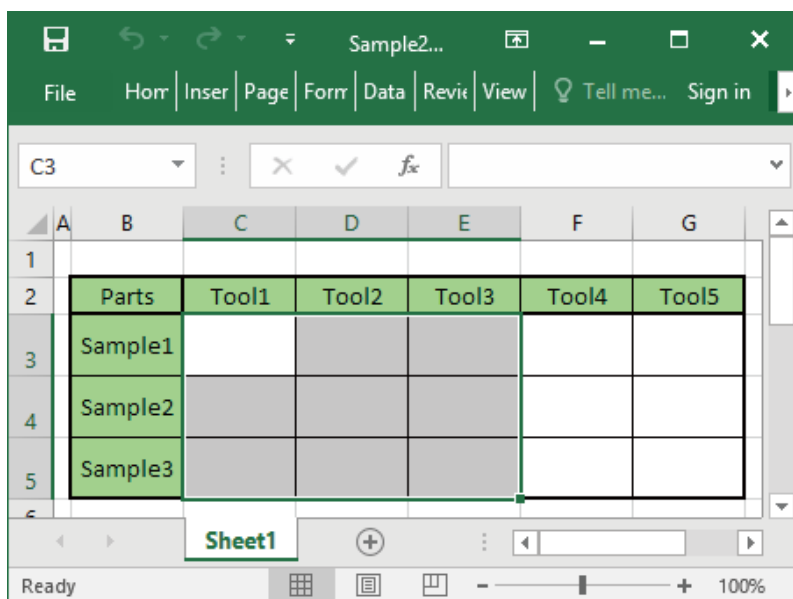 Sample2...
File Hom Inser Page Form Data Revie View Tell me... Sign in
C3 fx
A B C D E F G
1
2 Parts Tool1 Tool2 Tool3 Tool4 Tool5
3 Sample1
4 Sample2
5 Sample3
6
Sheet1
Ready 100%